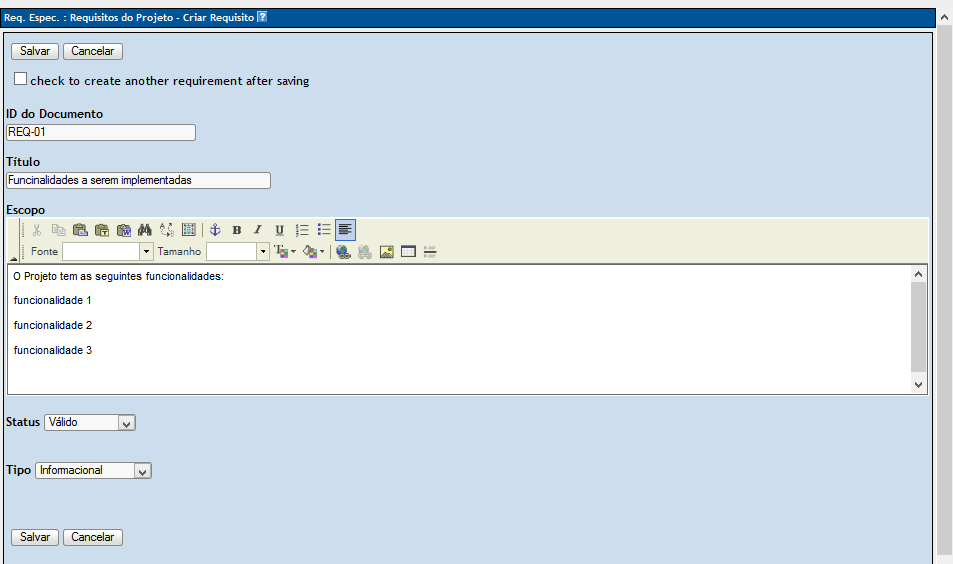 Req. Espec. : Requisitos do Projeto - Criar Requisito ?
Salvar Cancelar
check to create another requirement after saving
ID do Documento
REQ-01
Título
Funcinalidades a serem implementadas
Escopo
B I U
Fonte Tamanho
O Projeto tem as seguintes funcionalidades:
funcionalidade 1
funcionalidade 2
funcionalidade 3
Status Válido
Tipo Informacional
Salvar Cancelar